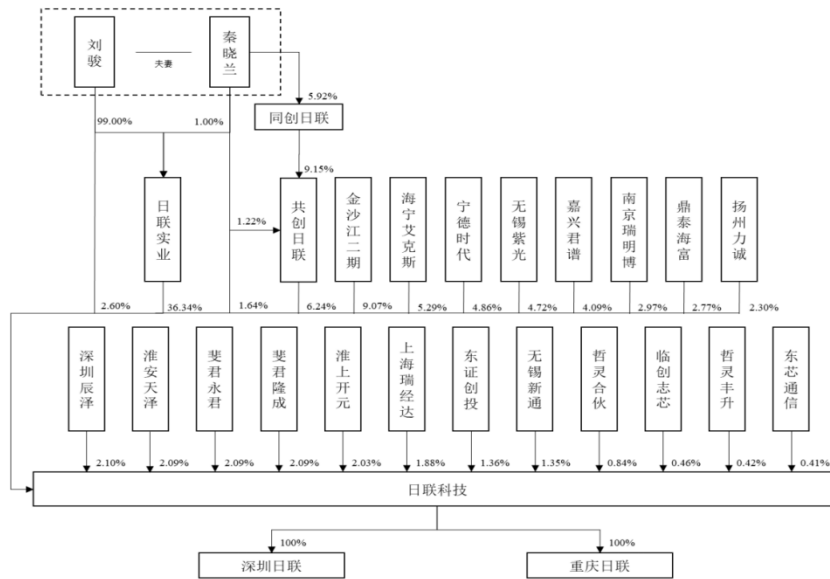 刘骏
夫妻
秦晓兰
5.92%
99.00%
1.00%
同创日联
9.15%
日联实业
1.22%
共创日联
金沙江二期
海宁艾克斯
宁德时代
无锡紫光
嘉兴君谱
南京瑞明博
鼎泰海富
扬州力诚
2.60%
36.34%
1.64%
6.24%
9.07%
5.29%
4.86%
4.72%
4.09%
2.97%
2.77%
2.30%
深圳辰泽
淮安天泽
斐君永君
斐君隆成
淮上开元
上海瑞经达
东证创投
无锡新通
哲灵合伙
临创志芯
哲灵丰升
东芯通信
2.10%
2.09%
2.09%
2.09%
2.03%
1.88%
1.36%
1.35%
0.84%
0.46%
0.42%
0.41%
日联科技
100%
100%
深圳日联
重庆日联